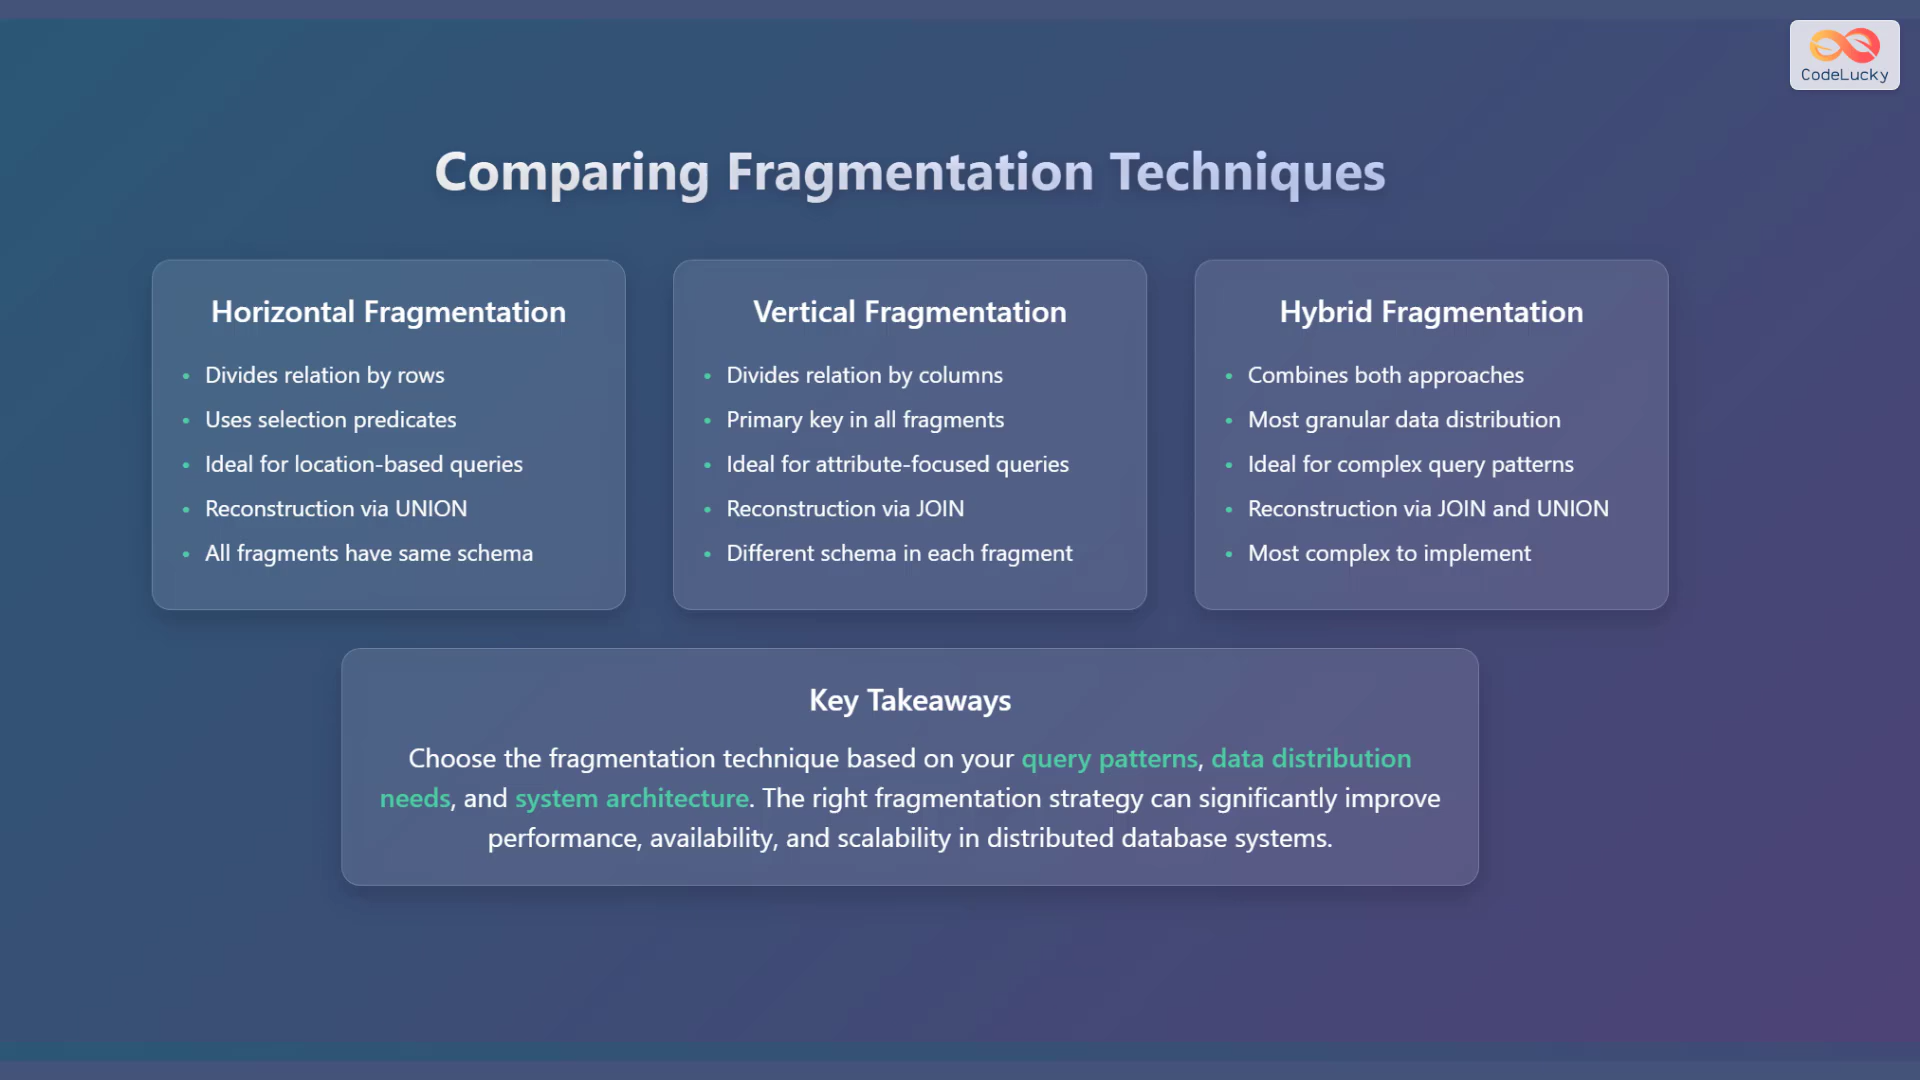 CodeLucky
Comparing Fragmentation Techniques
Horizontal Fragmentation
• Divides relation by rows
• Uses selection predicates
• Ideal for location-based queries
• Reconstruction via UNION
• All fragments have same schema
Vertical Fragmentation
• Divides relation by columns
• Primary key in all fragments
• Ideal for attribute-focused queries
• Reconstruction via JOIN
• Different schema in each fragment
Hybrid Fragmentation
• Combines both approaches
• Most granular data distribution
• Ideal for complex query patterns
• Reconstruction via JOIN and UNION
• Most complex to implement
Key Takeaways
Choose the fragmentation technique based on your query patterns, data distribution
needs, and system architecture. The right fragmentation strategy can significantly improve
performance, availability, and scalability in distributed database systems.